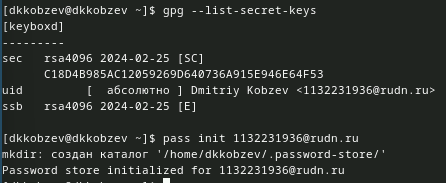 [dkkobzev@dkkobzev ~]$ gpg --list-secret-keys
[keyboxd]
---------
sec   rsa4096 2024-02-25 [SC]
      C18D4B985AC12059269D640736A915E946E64F53
uid         [  абсолютно ] Dmitriy Kobzev <1132231936@rudn.ru>
ssb   rsa4096 2024-02-25 [E]

[dkkobzev@dkkobzev ~]$ pass init 1132231936@rudn.ru
mkdir: создан каталог '/home/dkkobzev/.password-store/'
Password store initialized for 1132231936@rudn.ru